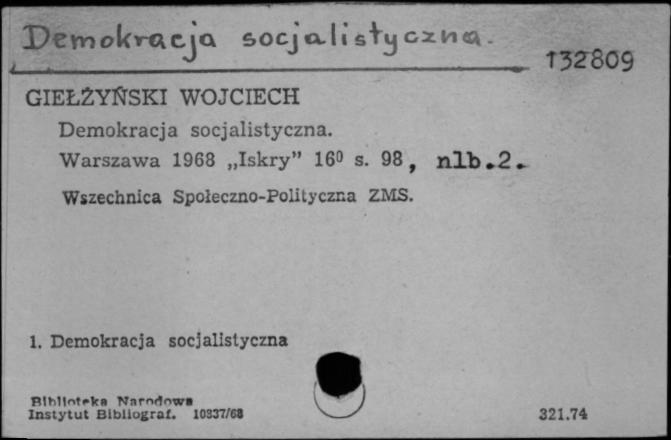 Demokracja socjalistyczna.
T32809
GIEŁŻYŃSKI WOJCIECH
Demokracja socjalistyczna.
Warszawa 1968 „Iskry” 16⁰ s. 98, nlb.2.
Wszechnica Społeczno-Polityczna ZMS.
1. Demokracja socjalistyczna
Biblioteka Narodowa
Instytut Bibliograf. 10837/68
321.74